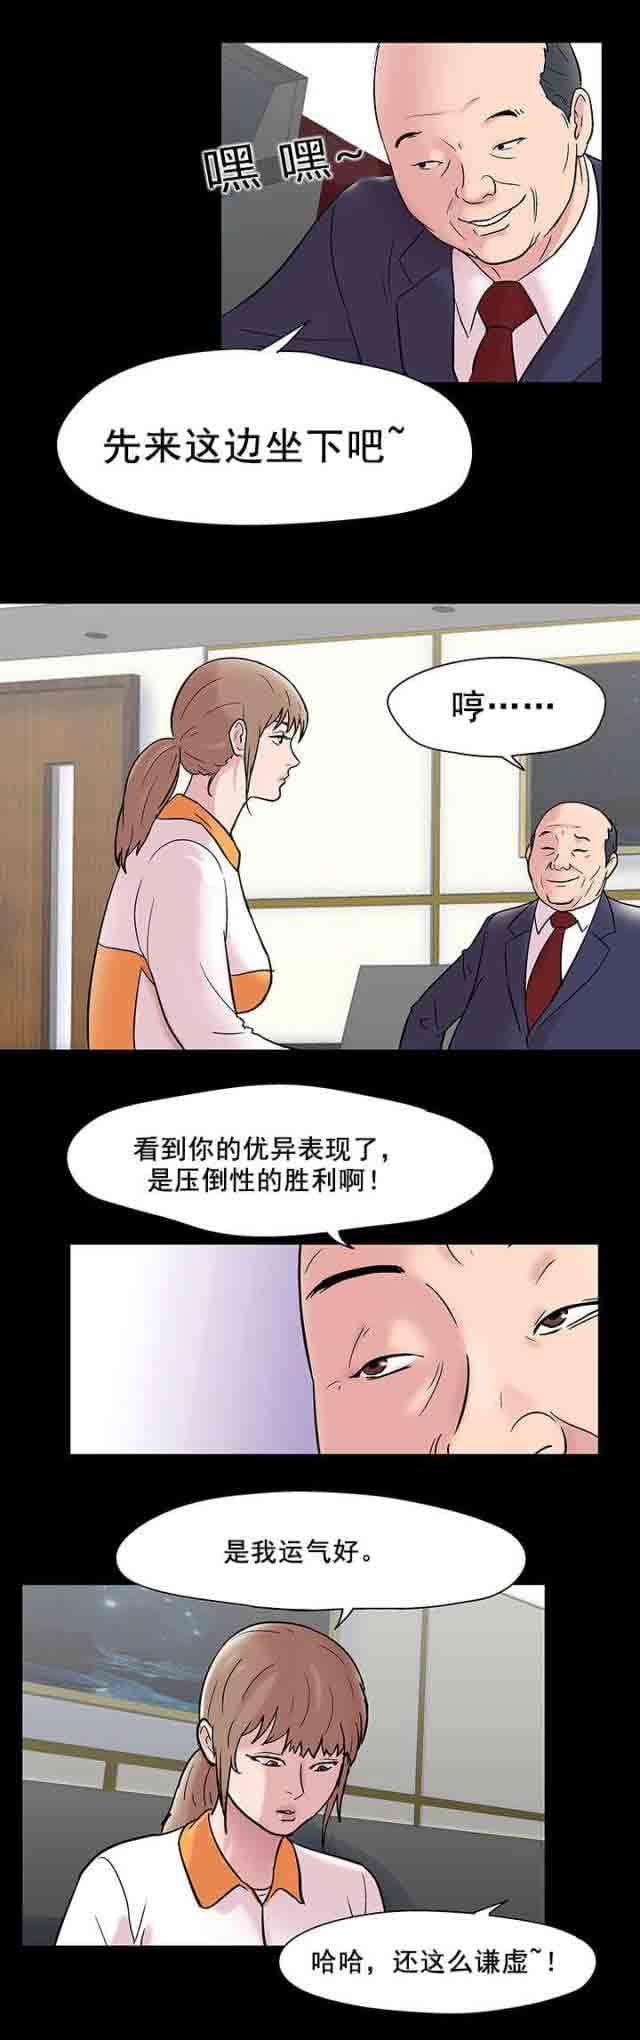 嘿 嘿~
先来这边坐下吧~
哼……
看到你的优异表现了，
是压倒性的胜利啊！
是我运气好。
哈哈，还这么谦虚~！